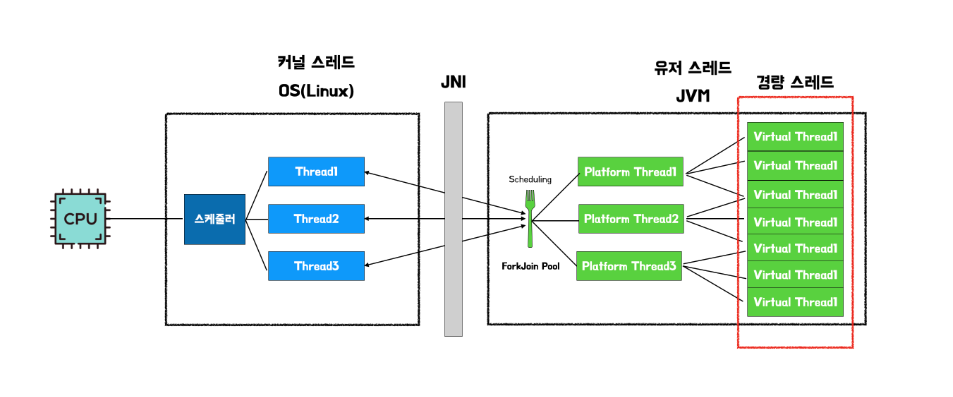 커널 스레드
OS(Linux)
JNI
유저 스레드
JVM
경량 스레드
CPU
스케줄러
Thread1
Thread2
Thread3
Scheduling
ForkJoin Pool
Platform Thread1
Platform Thread2
Platform Thread3
Virtual Thread1
Virtual Thread1
Virtual Thread1
Virtual Thread1
Virtual Thread1
Virtual Thread1
Virtual Thread1